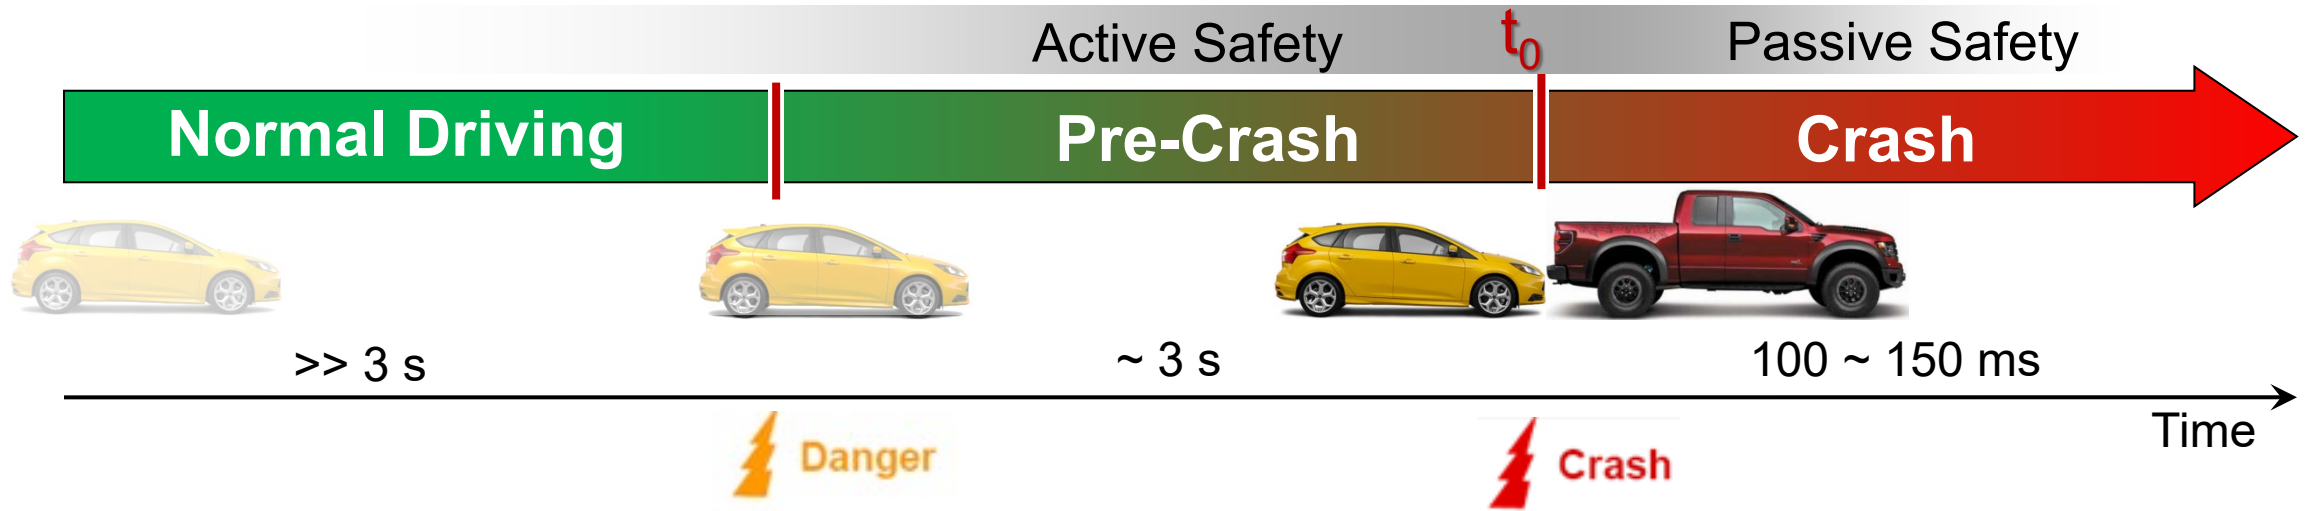 Active Safety
t0
Passive Safety
Normal Driving
Pre-Crash
Crash
>> 3 s
~ 3 s
100 ~ 150 ms
Time
Danger
Crash